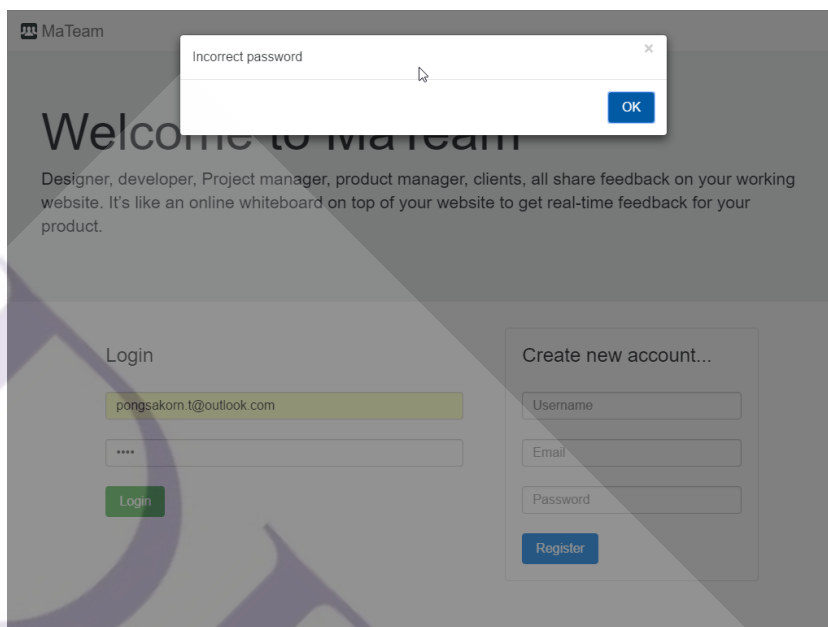 MaTeam
Incorrect password
×
OK
Welcome to MaTeam
Designer, developer, Project manager, product manager, clients, all share feedback on your working
website. It's like an online whiteboard on top of your website to get real-time feedback for your
product.
Login
pongsakorn.t@outlook.com
••••
Login
Create new account...
Username
Email
Password
Register